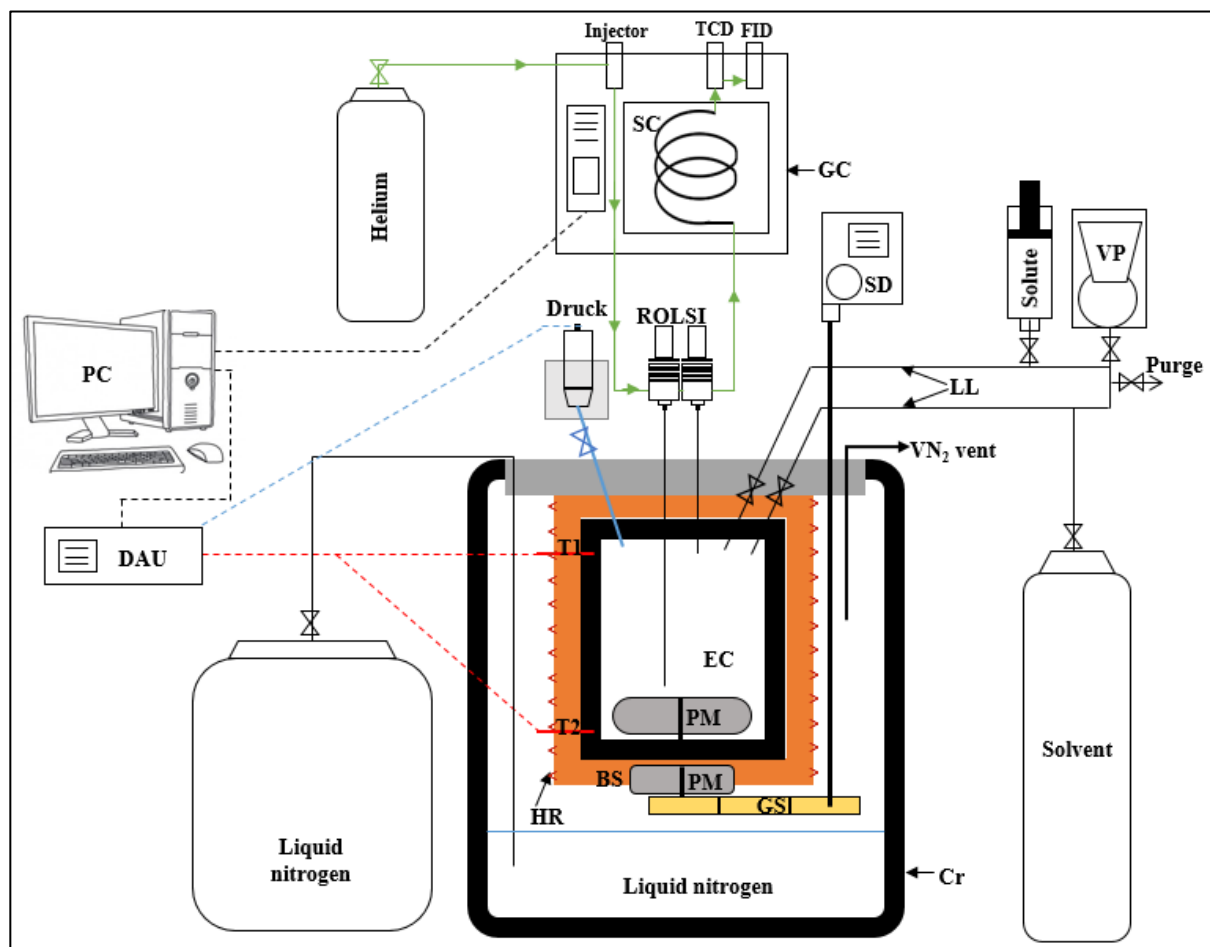 Injector
TCD
FID
SC
GC
Helium
SD
Solute
VP
Druck
ROLSI
PC
LL
Purge
VN₂ vent
DAU
T1
EC
PM
T2
BS
PM
GS
HR
Solvent
Liquid
nitrogen
Liquid nitrogen
Cr